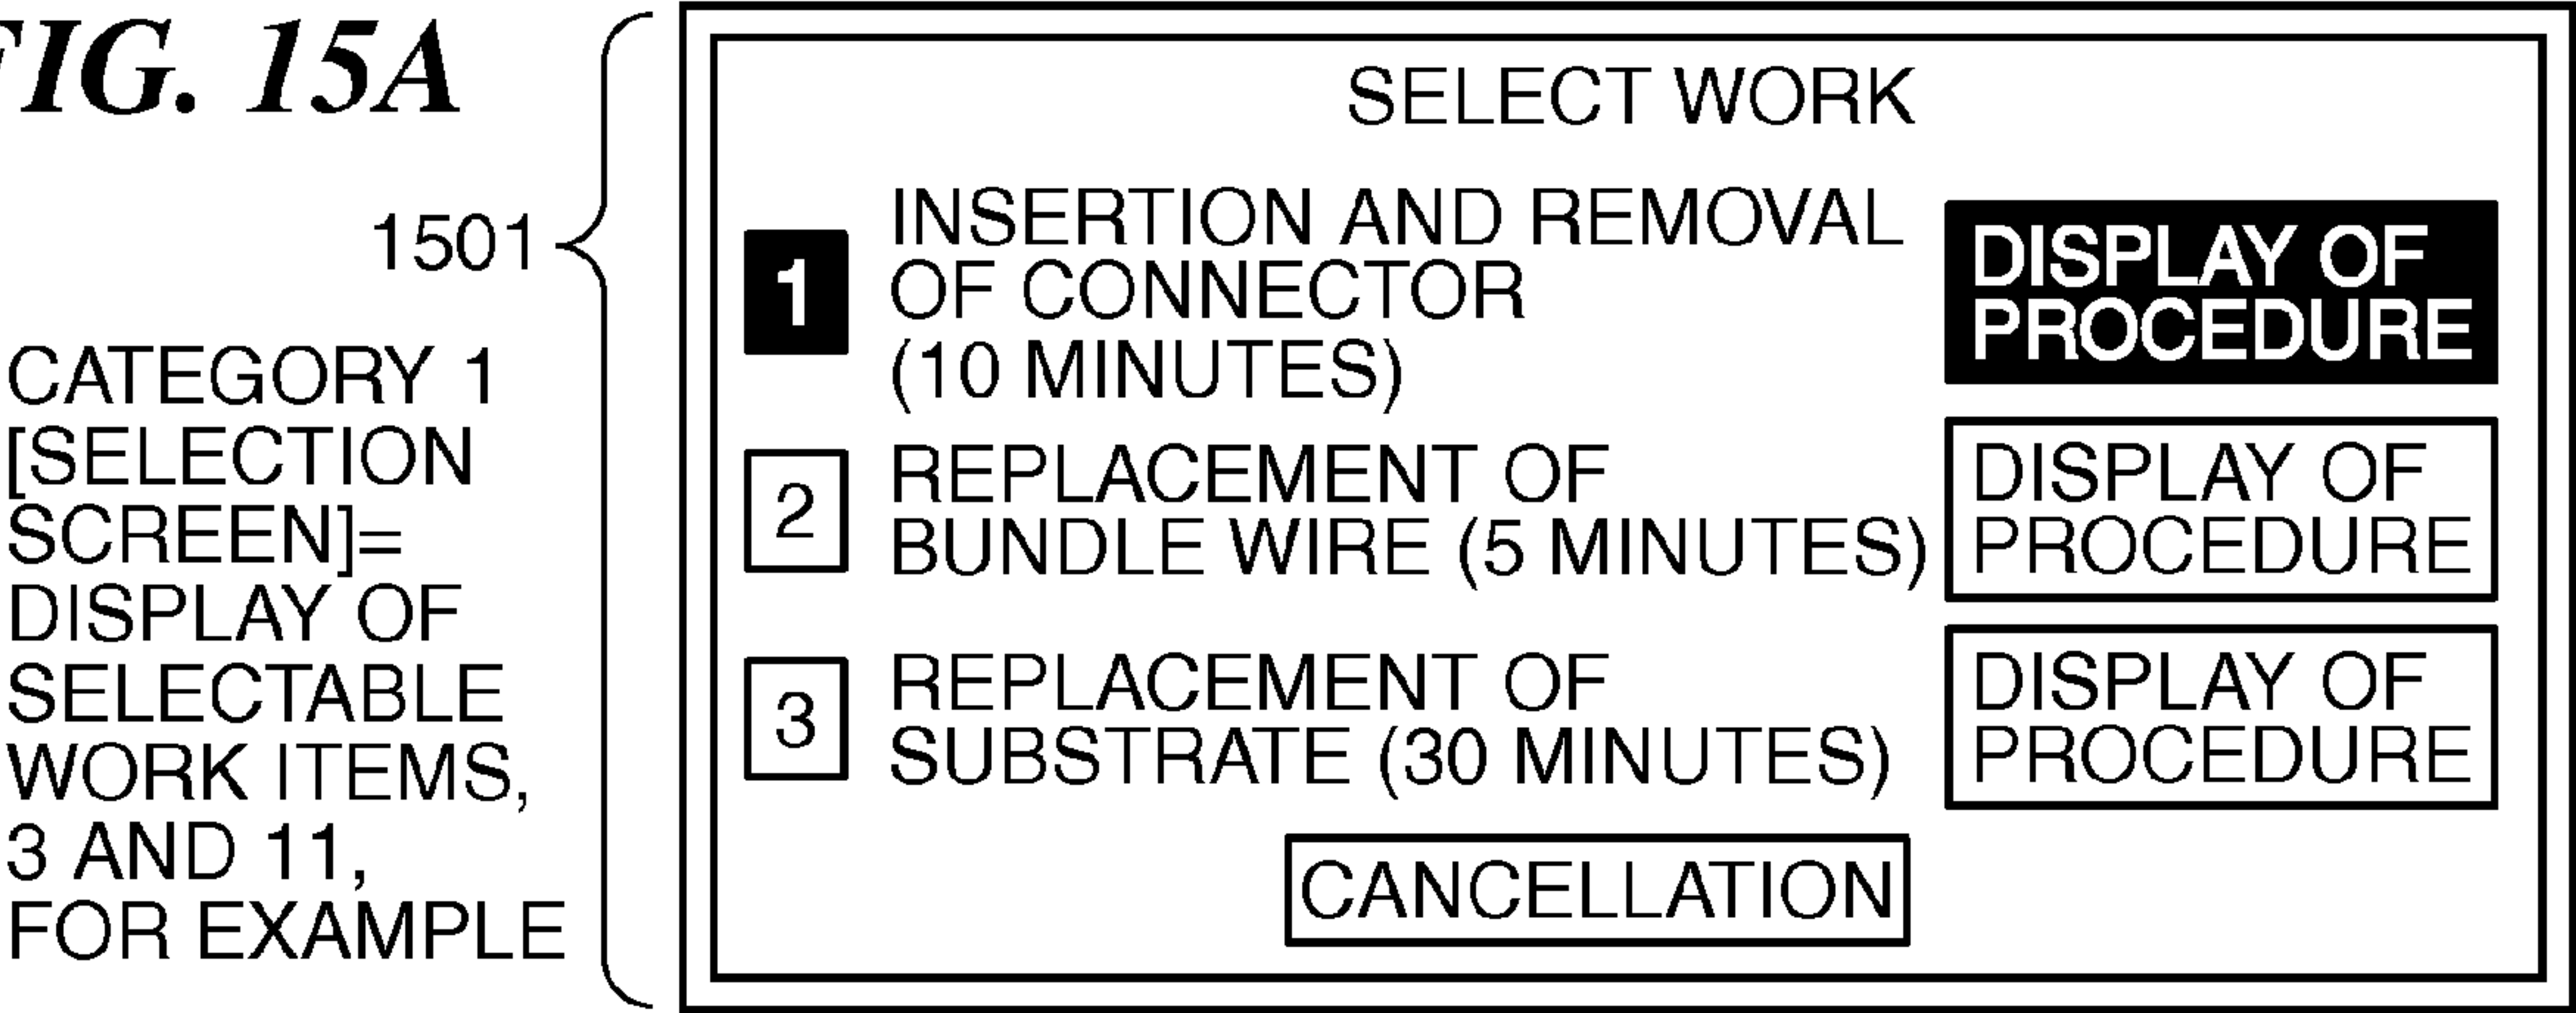 FIG. 15A
1501
CATEGORY 1
[SELECTION
SCREEN]=
DISPLAY OF
SELECTABLE
WORK ITEMS,
3 AND 11,
FOR EXAMPLE
SELECT WORK
1
INSERTION AND REMOVAL
OF CONNECTOR
(10 MINUTES)
DISPLAY OF
PROCEDURE
2
REPLACEMENT OF
BUNDLE WIRE (5 MINUTES)
DISPLAY OF
PROCEDURE
3
REPLACEMENT OF
SUBSTRATE (30 MINUTES)
DISPLAY OF
PROCEDURE
CANCELLATION